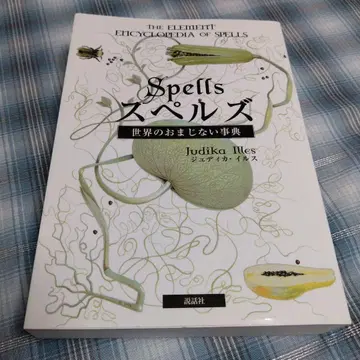 THE ELEMENT
ENCYCLOPEDIA OF SPELLS
Spells
スペルズ
世界のおまじない事典
Judika Illes
ジュディカ・イルス
説話社